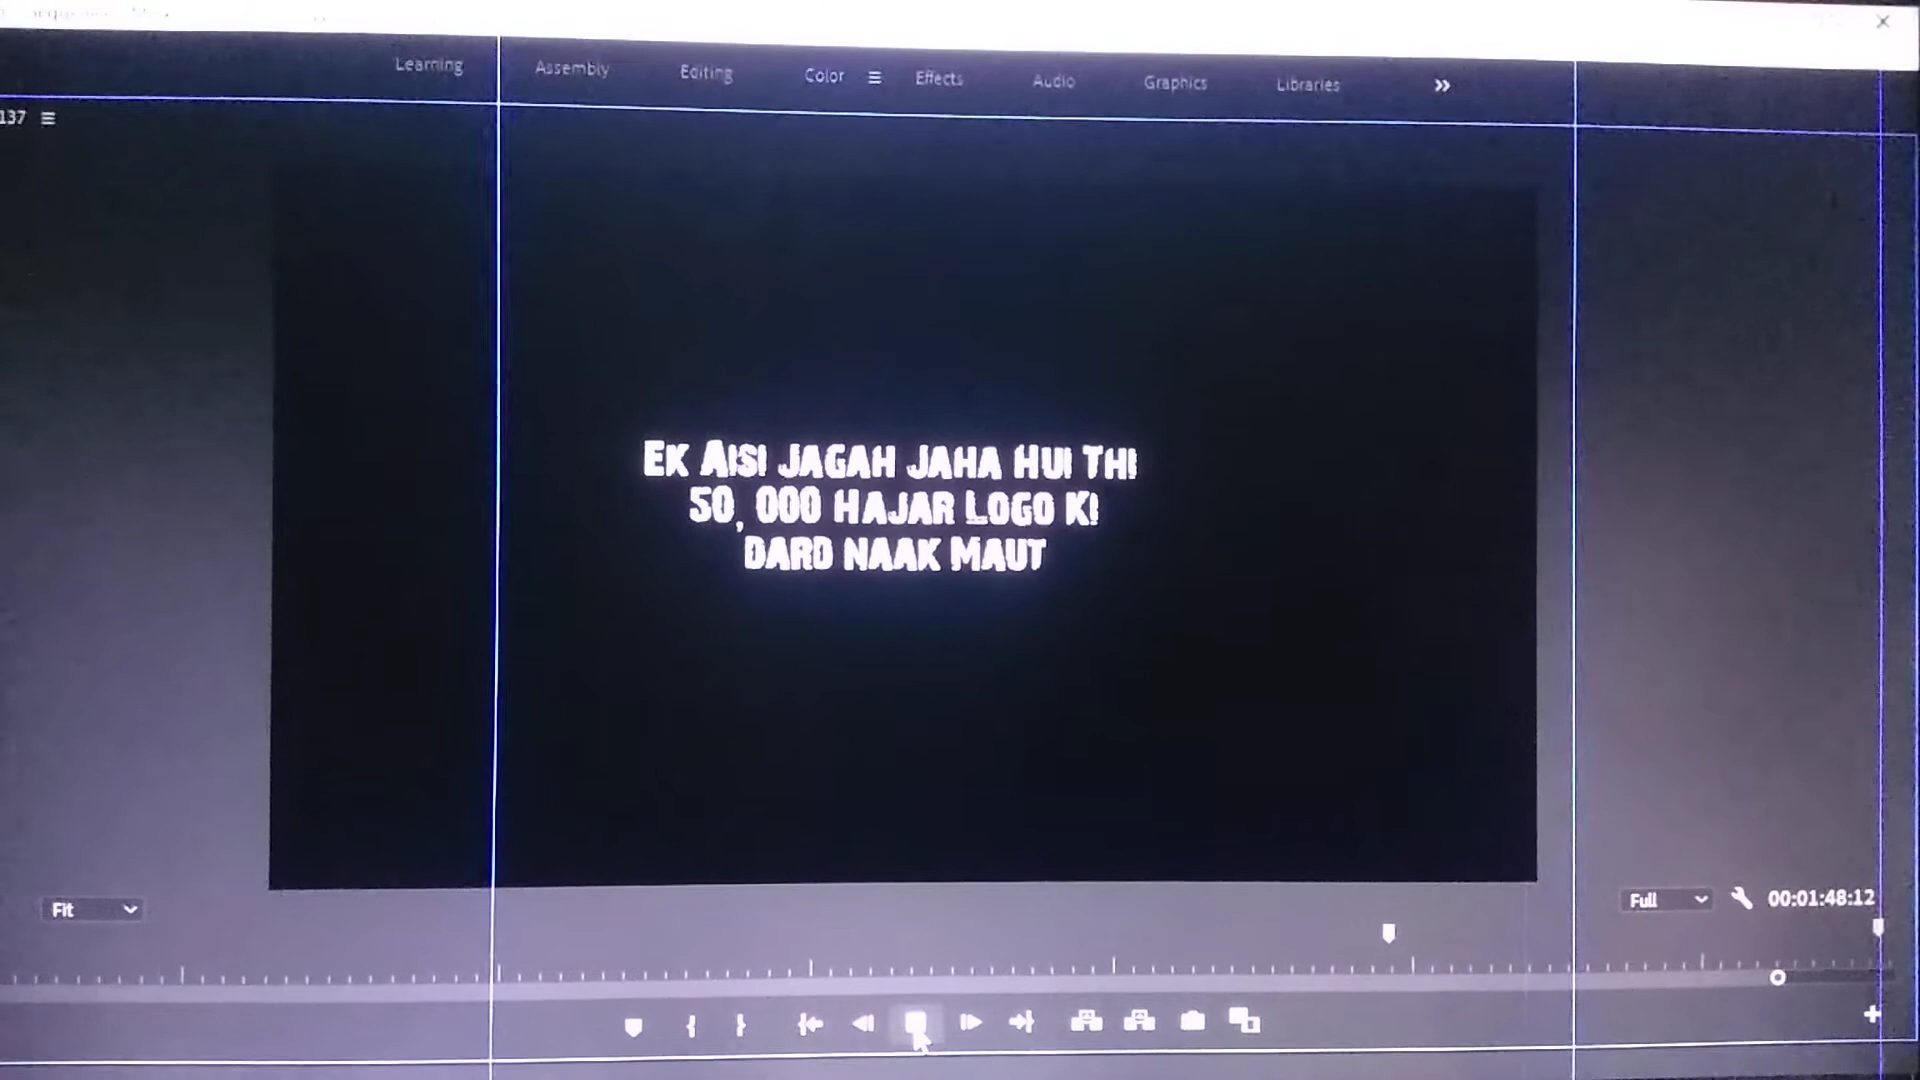 Learning Assembly Editing Color Effects Audio Graphics Libraries
137
EK AISI JAGAH JAHA HUI THI
50, 000 HAJAR LOGO KI
DARD NAAK MAUT
Fit
Full 00:01:48:12